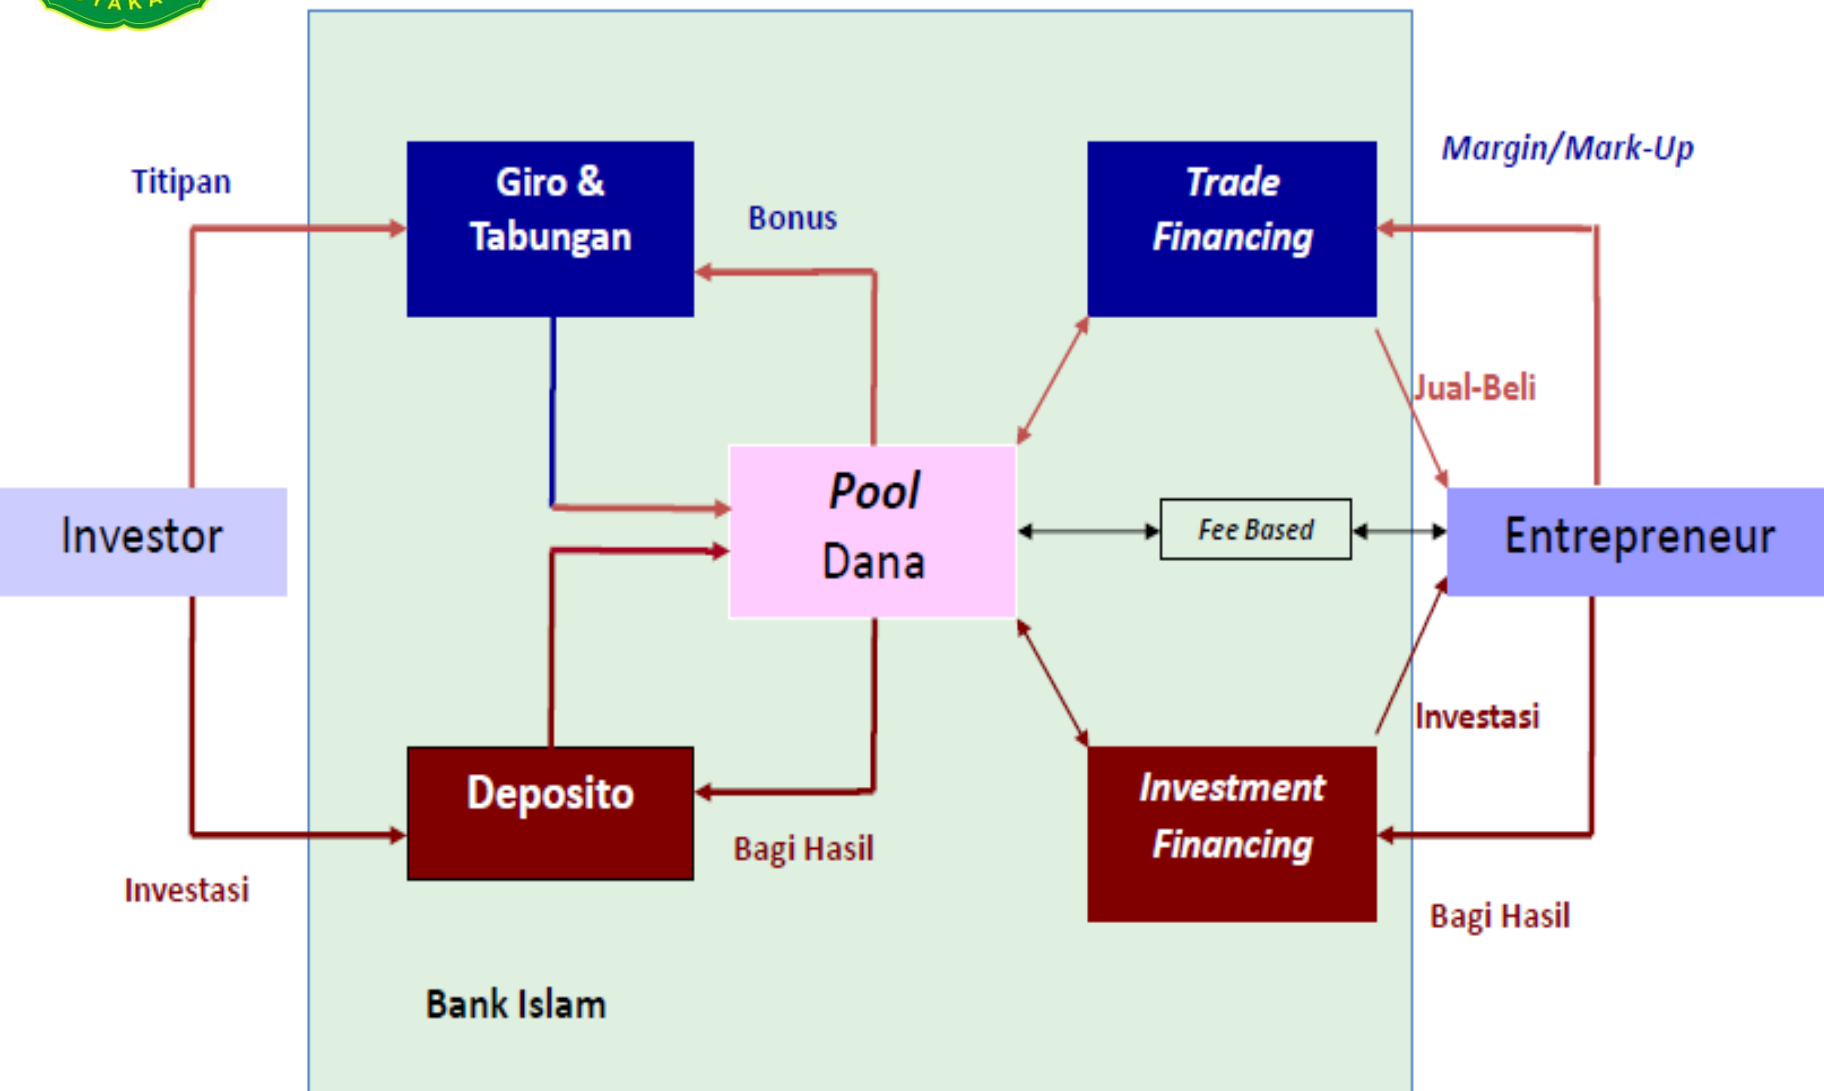 YAKA
Titipan
Giro &
Tabungan
Bonus
Trade
Financing
Margin/Mark-Up
Jual-Beli
Investor
Pool
Dana
Fee Based
Entrepreneur
Investasi
Deposito
Bagi Hasil
Investment
Financing
Investasi
Bagi Hasil
Bank Islam